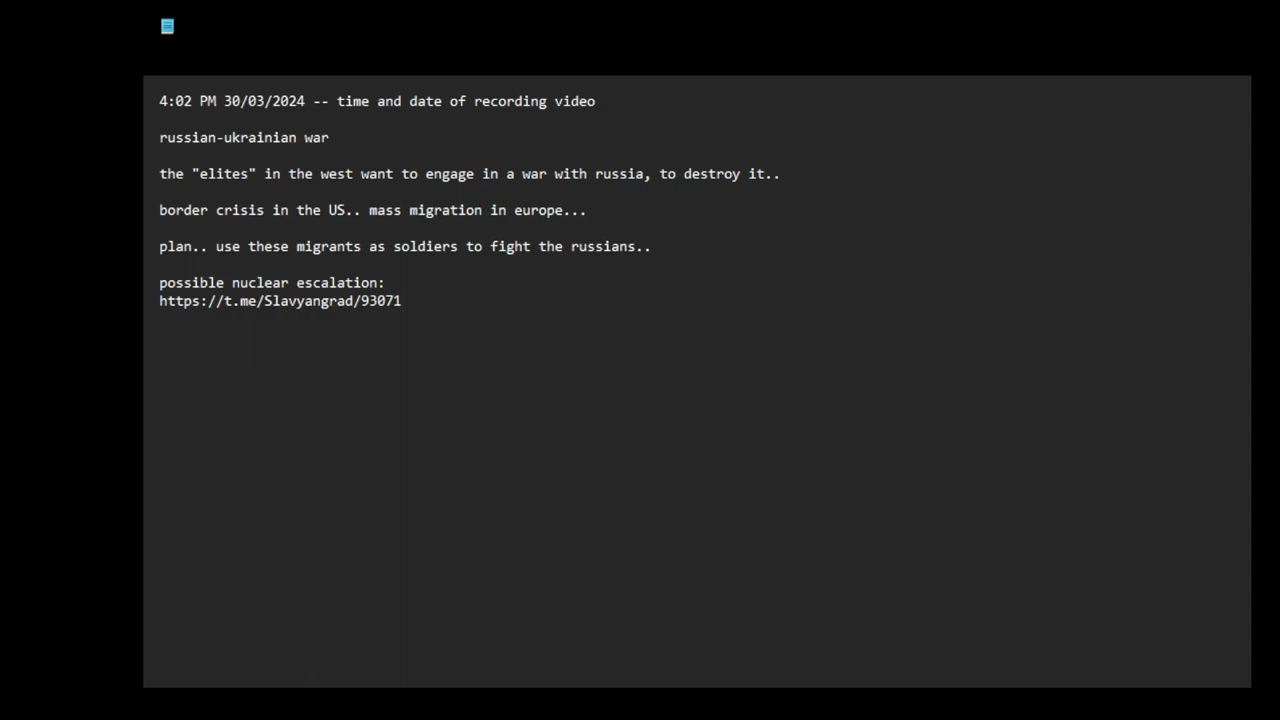 4:02 PM 30/03/2024 -- time and date of recording video
russian-ukrainian war
the "elites" in the west want to engage in a war with russia, to destroy it..
border crisis in the US.. mass migration in europe...
plan.. use these migrants as soldiers to fight the russians..
possible nuclear escalation:
https://t.me/Slavyangrad/93071